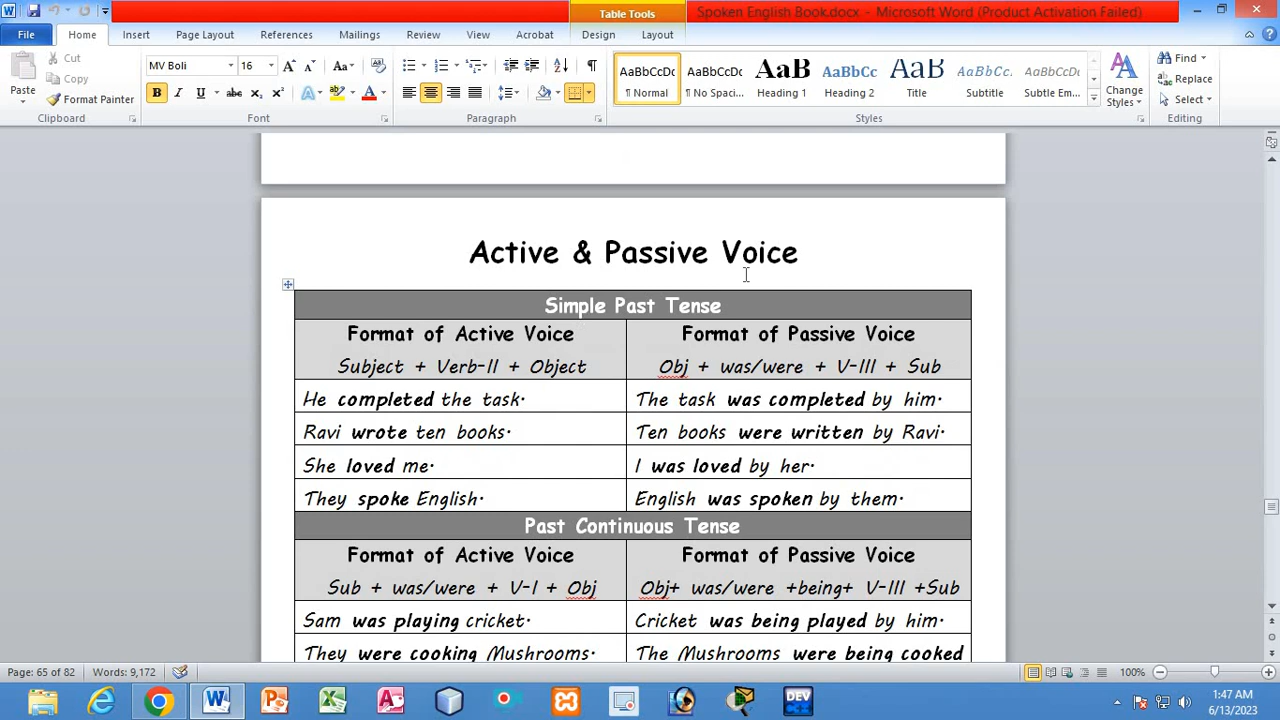 Table Tools
Spoken English Book.docx - Microsoft Word (Product Activation Failed)
File Home Insert Page Layout References Mailings Review View Acrobat Design Layout
Paste
Cut
Copy
Format Painter
Clipboard
MV Boli 16
Font
Paragraph
AaBbCcDc AaBbCcDc AaB AaBbCc AaB AaBbCcI AaBbCcDc
¶ Normal ¶ No Spaci... Heading 1 Heading 2 Title Subtitle Subtle Em...
Change Styles
Styles
Find
Replace
Select
Editing
Active & Passive Voice
Simple Past Tense
Format of Active Voice Format of Passive Voice
Subject + Verb-II + Object Obj + was/were + V-III + Sub
He completed the task. The task was completed by him.
Ravi wrote ten books. Ten books were written by Ravi.
She loved me. I was loved by her.
They spoke English. English was spoken by them.
Past Continuous Tense
Format of Active Voice Format of Passive Voice
Sub + was/were + V-I + Obj Obj+ was/were +being+ V-III +Sub
Sam was playing cricket. Cricket was being played by him.
They were cooking Mushrooms. The Mushrooms were being cooked
Page: 65 of 82 Words: 9,172 100%
DEV C++
1:47 AM
6/13/2023